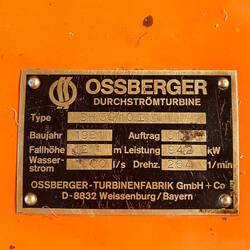 OSSBERGER
DURCHSTRÖMTURBINE
Type
Baujahr Auftrag
Fallhöhe m Leistung kW
Wasser-
strom l/s Drehz. 1/min
OSSBERGER-TURBINENFABRIK GmbH + Co
D-8832 Weissenburg/Bayern